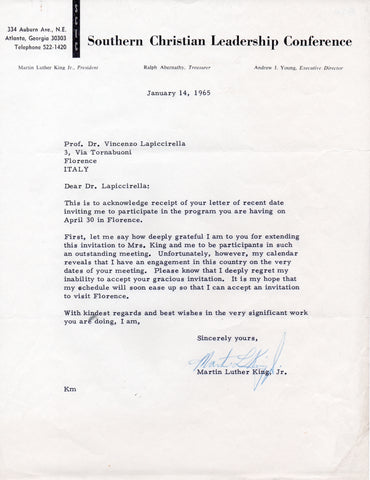 334 Auburn Ave., N.E.
Atlanta, Georgia 30303
Telephone 522-1420
SCLC
Southern Christian Leadership Conference
Martin Luther King Jr., President Ralph Abernathy, Treasurer Andrew J. Young, Executive Director
January 14, 1965
Prof. Dr. Vincenzo Lapiccirella
3, Via Tornabuoni
Florence
ITALY
Dear Dr. Lapiccirella:
This is to acknowledge receipt of your letter of recent date
inviting me to participate in the program you are having on
April 30 in Florence.
First, let me say how deeply grateful I am to you for extending
this invitation to Mrs. King and me to be participants in such
an outstanding meeting. Unfortunately, however, my calendar
reveals that I have an engagement in this country on the very
dates of your meeting. Please know that I deeply regret my
inability to accept your gracious invitation. It is my hope that
my schedule will soon ease up so that I can accept an invitation
to visit Florence.
With kindest regards and best wishes in the very significant work
you are doing, I am,
Sincerely yours,
Martin L King Jr
Martin Luther King, Jr.
Km